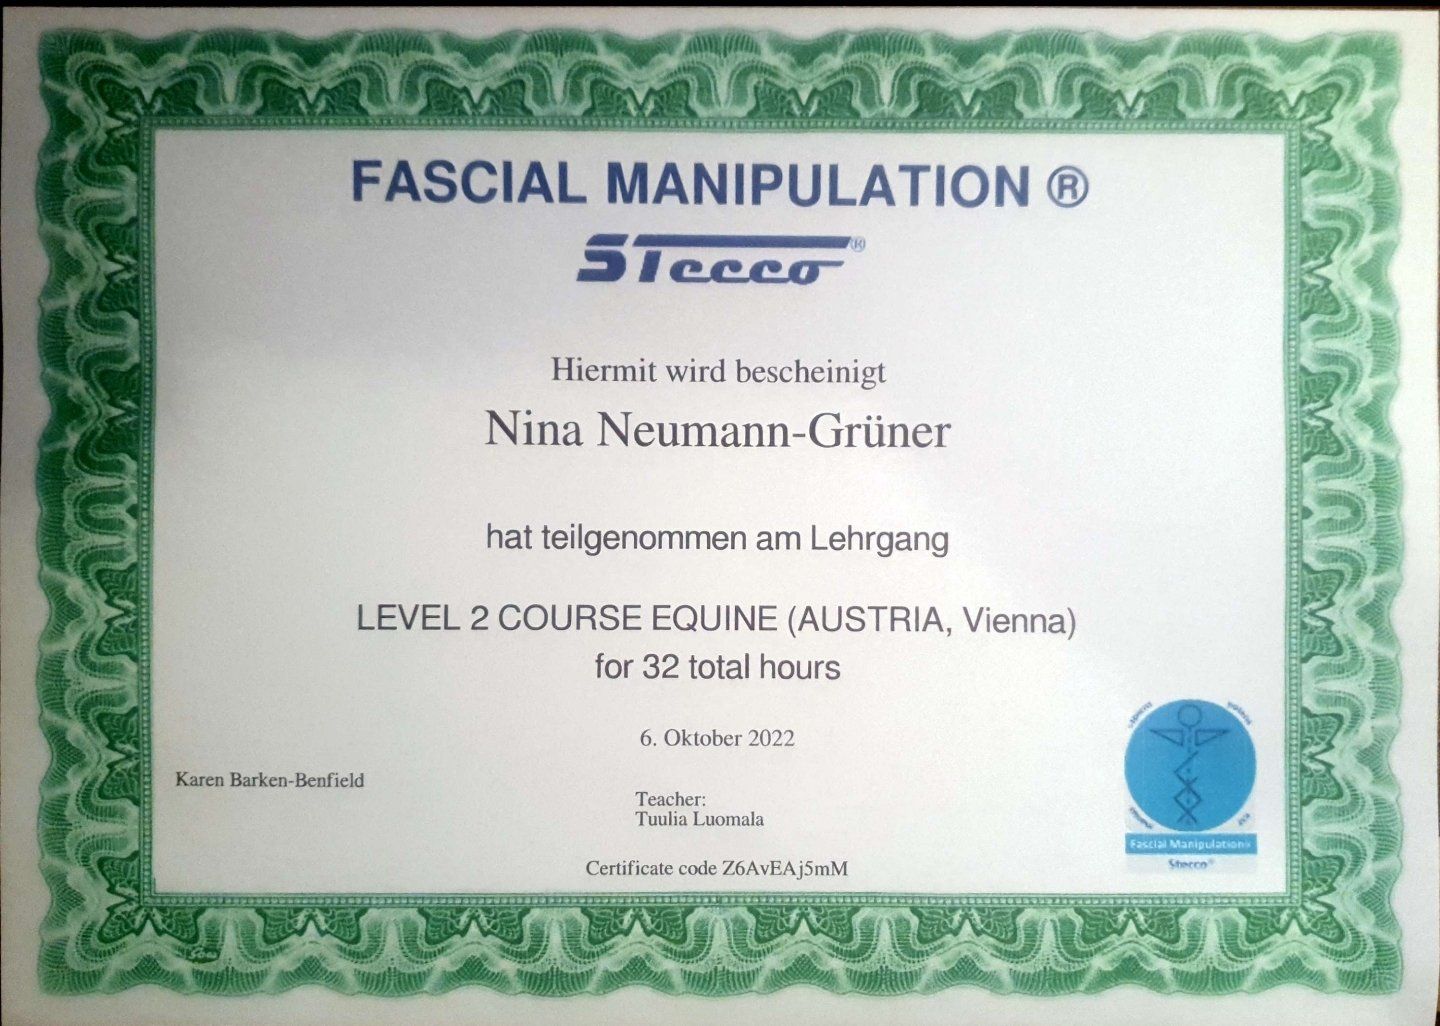 FASCIAL MANIPULATION ®
STecco®
Hiermit wird bescheinigt
Nina Neumann-Grüner
hat teilgenommen am Lehrgang
LEVEL 2 COURSE EQUINE (AUSTRIA, Vienna)
for 32 total hours
6. Oktober 2022
Karen Barken-Benfield
Teacher:
Tuulia Luomala
Certificate code Z6AvEAj5mM
Fascial Manipulation®
Stecco®